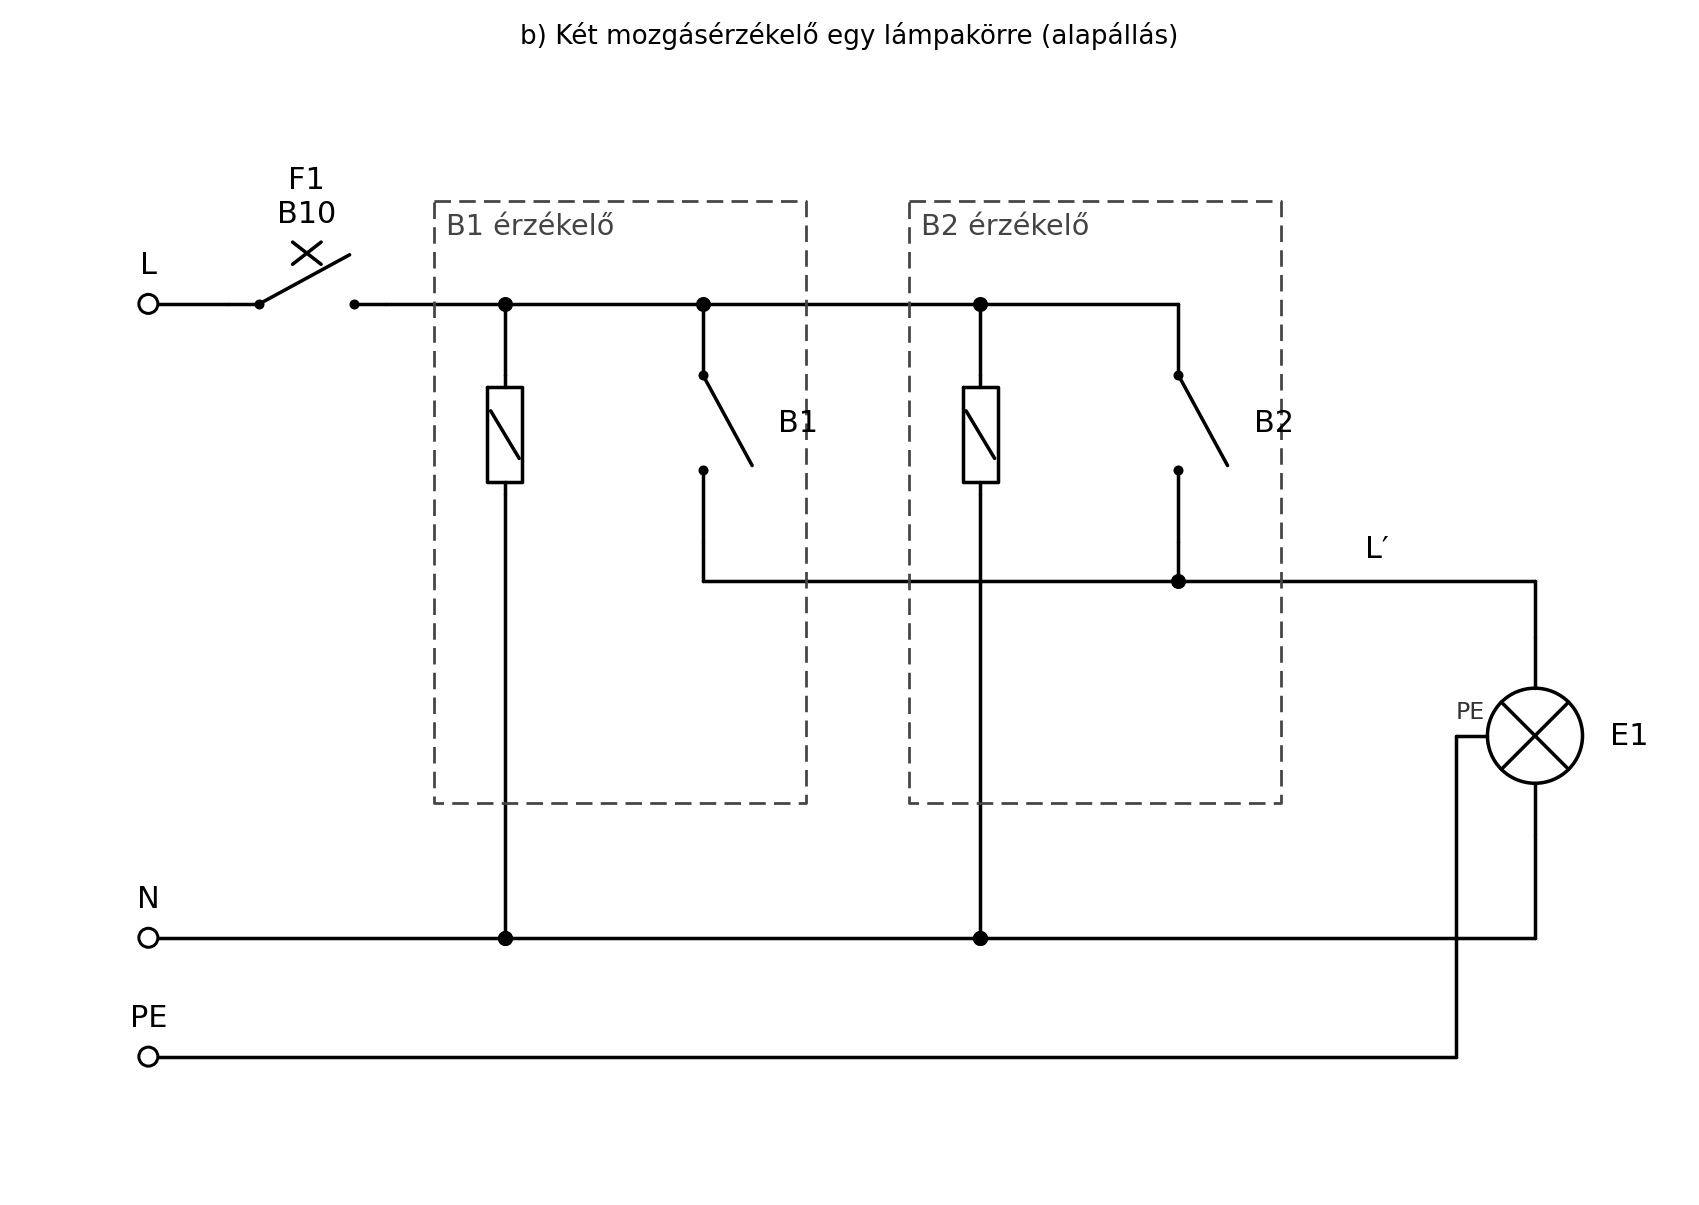 b) Két mozgásérzékelő egy lámpakörre (alapállás)
F1
B10
B1 érzékelő
B2 érzékelő
L
B1
B2
L′
PE
E1
N
PE